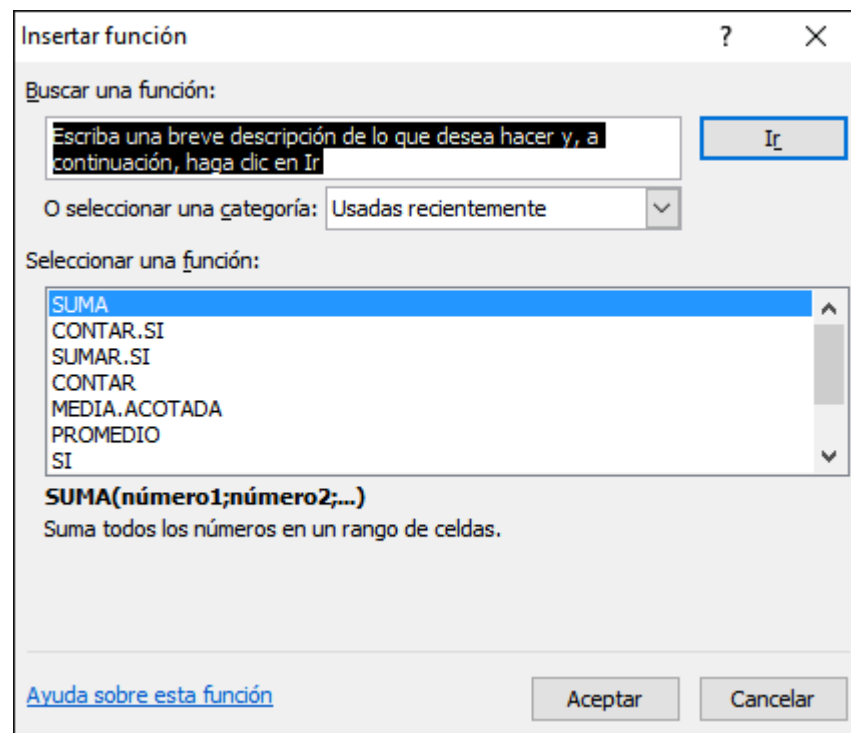 Insertar función ?
Buscar una función:
Escriba una breve descripción de lo que desea hacer y, a
continuación, haga clic en Ir
Ir
O seleccionar una categoría: Usadas recientemente
Seleccionar una función:
SUMA
CONTAR.SI
SUMAR.SI
CONTAR
MEDIA.ACOTADA
PROMEDIO
SI
SUMA(número1;número2;...)
Suma todos los números en un rango de celdas.
Ayuda sobre esta función Aceptar Cancelar